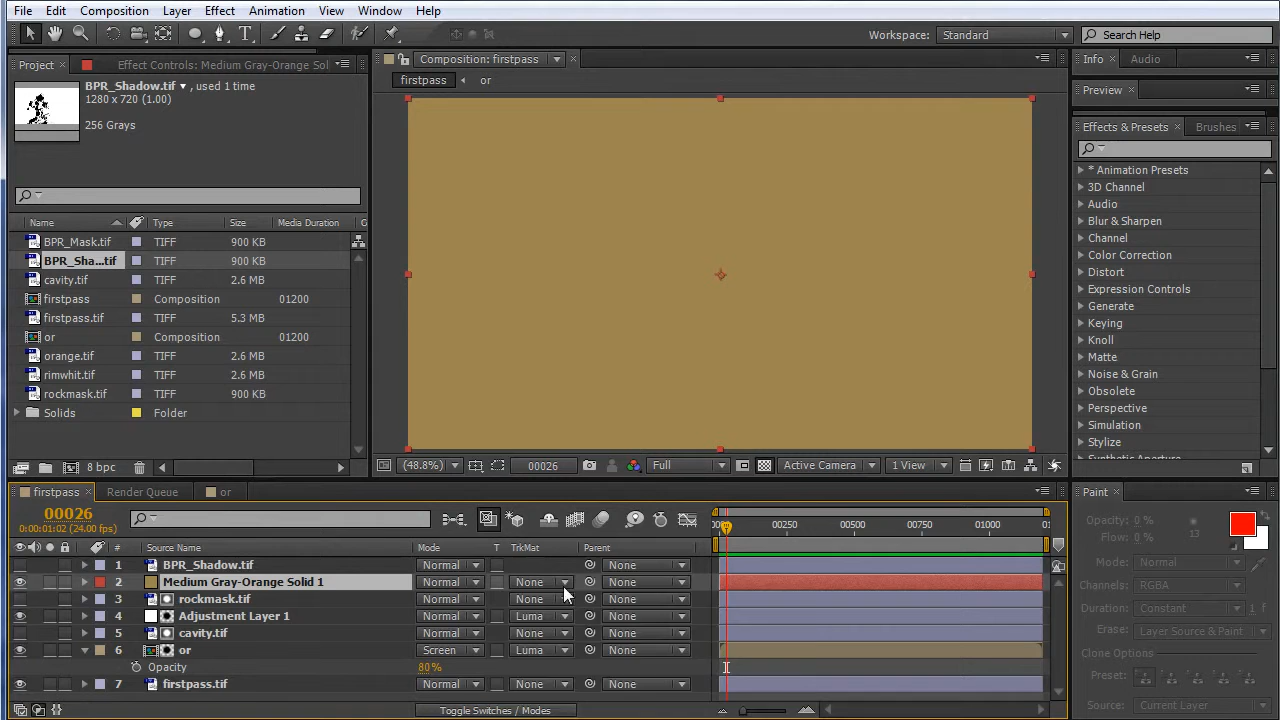 File Edit Composition Layer Effect Animation View Window Help
Workspace: Standard Search Help
Project Effect Controls: Medium Gray-Orange Sol
Composition: firstpass
Info Audio
BPR_Shadow.tif , used 1 time
1280 x 720 (1.00)
256 Grays
firstpass or
Preview
Effects & Presets Brushes
* Animation Presets
3D Channel
Audio
Blur & Sharpen
Channel
Color Correction
Distort
Expression Controls
Generate
Keying
Knoll
Matte
Noise & Grain
Obsolete
Perspective
Simulation
Stylize
Synthetic Aperture
Name Type Size Media Duration
BPR_Mask.tif TIFF 900 KB
BPR_Sha...tif TIFF 900 KB
cavity.tif TIFF 2.6 MB
firstpass Composition 01200
firstpass.tif TIFF 5.3 MB
or Composition 01200
orange.tif TIFF 2.6 MB
rimwhit.tif TIFF 2.6 MB
rockmask.tif TIFF 900 KB
Solids Folder
8 bpc
(48.8%) 00026 Full Active Camera 1 View
firstpass Render Queue or
00026
0:00:01:02 (24.00 fps)
00250 00500 00750 01000
# Source Name Mode T TrkMat Parent
1 BPR_Shadow.tif Normal None
2 Medium Gray-Orange Solid 1 Normal None None
3 rockmask.tif Normal None None
4 Adjustment Layer 1 Normal Luma None
5 cavity.tif Normal None None
6 or Screen Luma None
Opacity 80%
7 firstpass.tif Normal None None
Toggle Switches / Modes
Paint
Opacity: 0 %
Flow: 0 % 13
Mode: Normal
Channels: RGBA
Duration: Constant 1 f
Erase: Layer Source & Paint
Clone Options
Preset:
Source: Current Layer